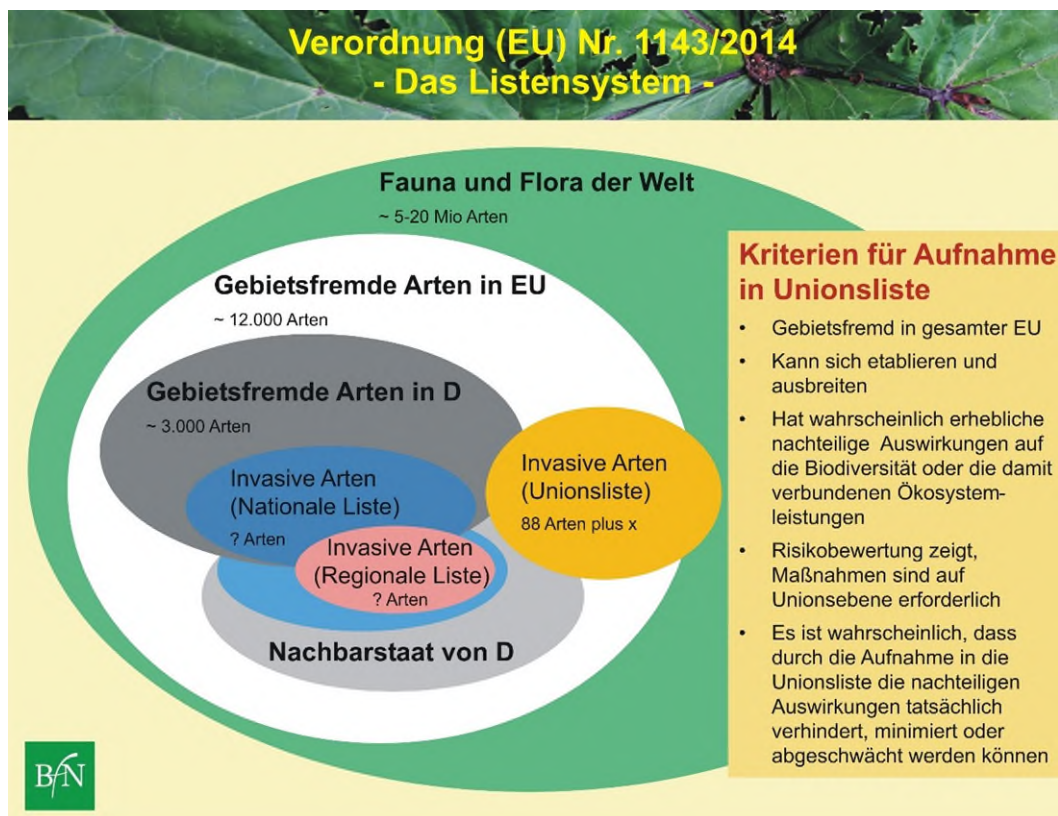 Verordnung (EU) Nr. 1143/2014
- Das Listensystem -
Fauna und Flora der Welt
~ 5-20 Mio Arten
Gebietsfremde Arten in EU
~ 12.000 Arten
Gebietsfremde Arten in D
~ 3.000 Arten
Invasive Arten
(Nationale Liste)
? Arten
Invasive Arten
(Regionale Liste)
? Arten
Nachbarstaat von D
Invasive Arten
(Unionsliste)
88 Arten plus x
Kriterien für Aufnahme
in Unionsliste
• Gebietsfremd in gesamter EU
• Kann sich etablieren und
ausbreiten
• Hat wahrscheinlich erhebliche
nachteilige Auswirkungen auf
die Biodiversität oder die damit
verbundenen Ökosystem-
leistungen
• Risikobewertung zeigt,
Maßnahmen sind auf
Unionsebene erforderlich
• Es ist wahrscheinlich, dass
durch die Aufnahme in die
Unionsliste die nachteiligen
Auswirkungen tatsächlich
verhindert, minimiert oder
abgeschwächt werden können
BfN